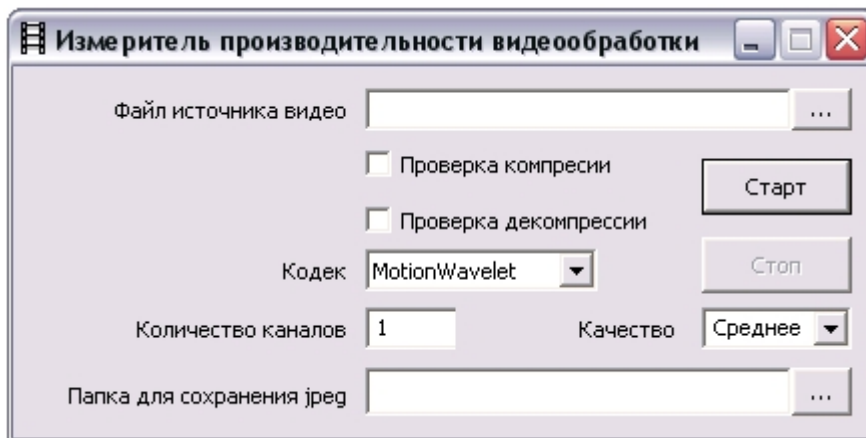 Измеритель производительности видеообработки
Файл источника видео ...
Проверка компресии
Старт
Проверка декомпрессии
Кодек MotionWavelet
Стоп
Количество каналов 1 Качество Среднее
Папка для сохранения jpeg ...